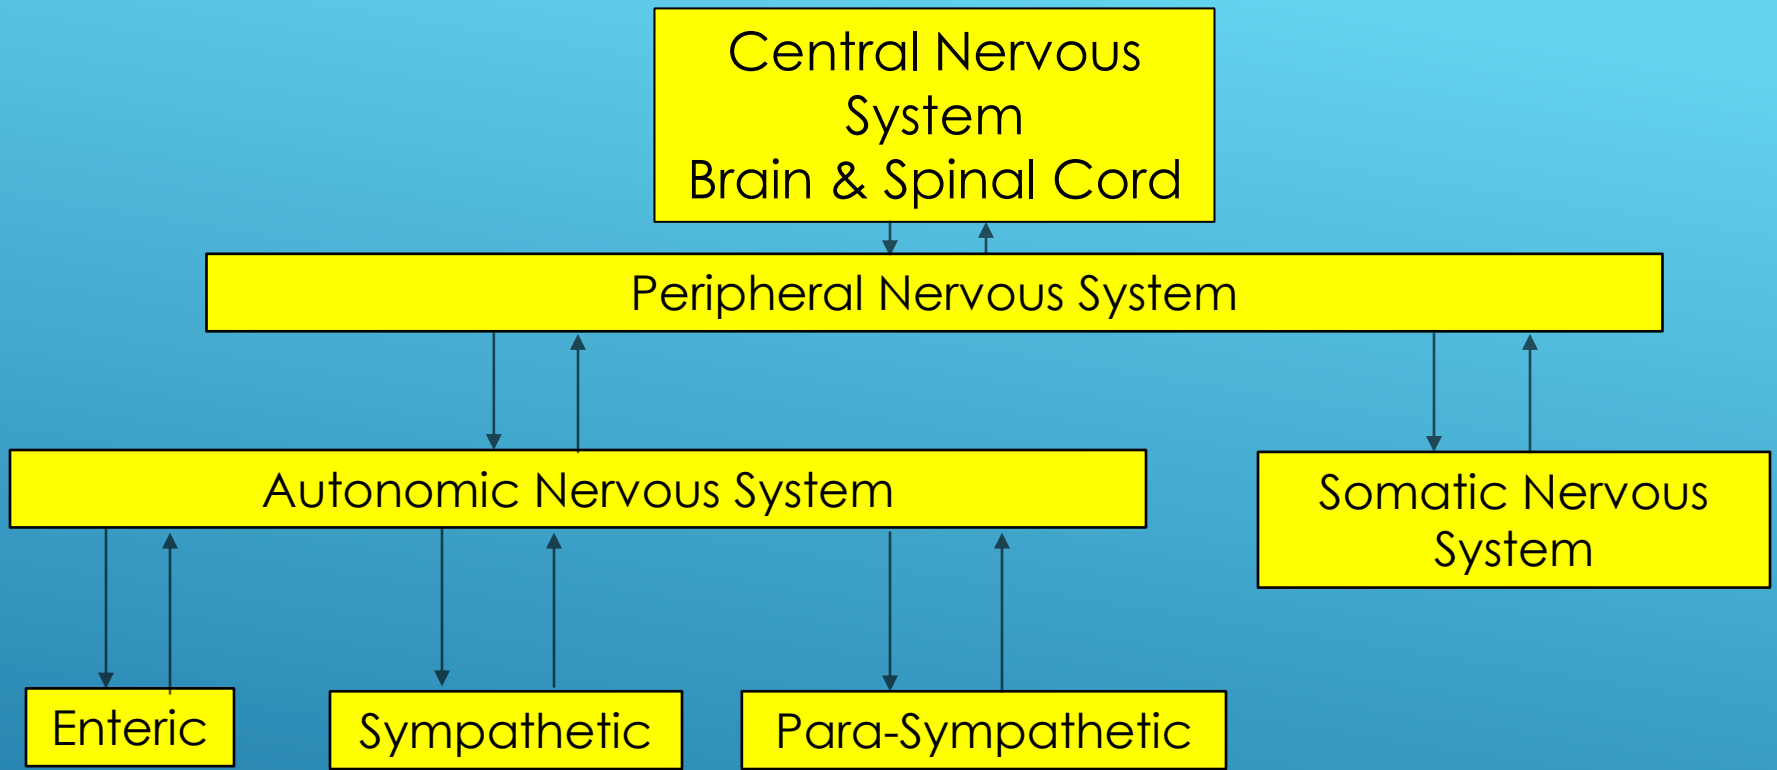 Central Nervous
System
Brain & Spinal Cord
Peripheral Nervous System
Autonomic Nervous System
Somatic Nervous
System
Enteric
Sympathetic
Para-Sympathetic